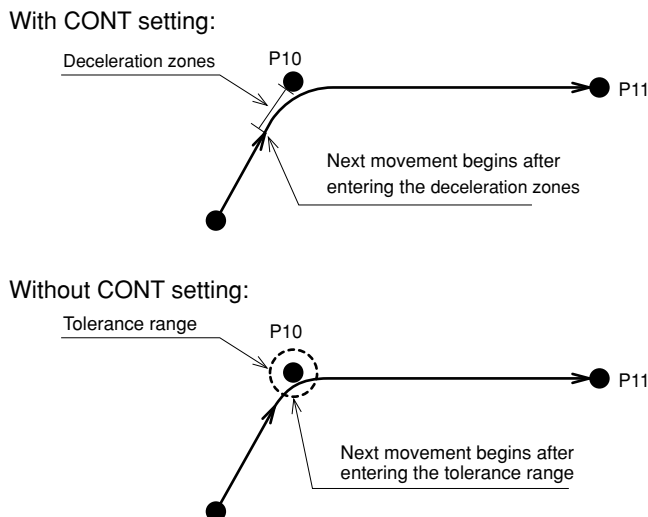 With CONT setting:
Deceleration zones
P10
P11
Next movement begins after
entering the deceleration zones
Without CONT setting:
Tolerance range
P10
P11
Next movement begins after
entering the tolerance range